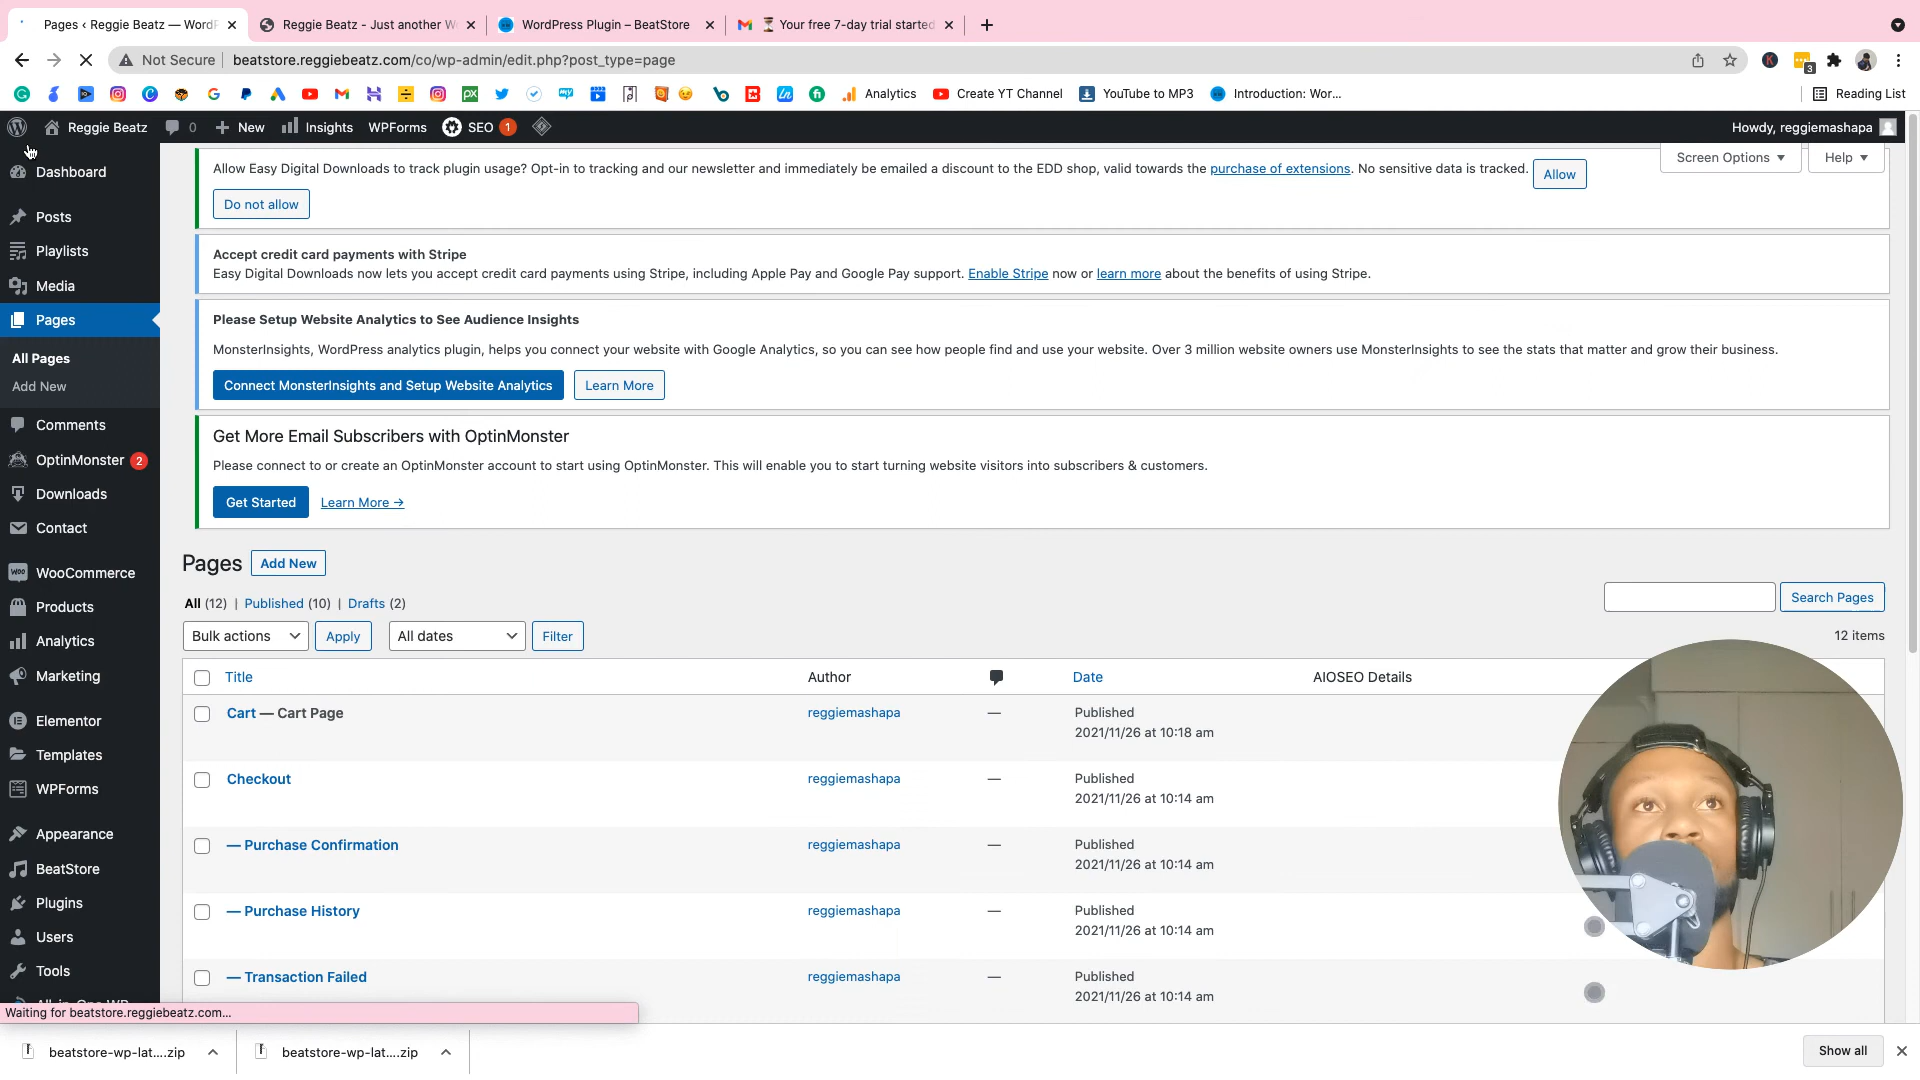 Pages ‹ Reggie Beatz — WordP
Reggie Beatz - Just another W
WordPress Plugin – BeatStore
Your free 7-day trial started
Not Secure
beatstore.reggiebeatz.com/co/wp-admin/edit.php?post_type=page
3
Analytics
Create YT Channel
YouTube to MP3
Introduction: Wor...
Reading List
Reggie Beatz
0
New
Insights
WPForms
SEO
1
Howdy, reggiemashapa
Dashboard
Posts
Playlists
Media
Pages
All Pages
Add New
Comments
OptinMonster 2
Downloads
Contact
WooCommerce
Products
Analytics
Marketing
Elementor
Templates
WPForms
Appearance
BeatStore
Plugins
Users
Tools
Screen Options
Help
Allow Easy Digital Downloads to track plugin usage? Opt-in to tracking and our newsletter and immediately be emailed a discount to the EDD shop, valid towards the purchase of extensions. No sensitive data is tracked.
Allow
Do not allow
Accept credit card payments with Stripe
Easy Digital Downloads now lets you accept credit card payments using Stripe, including Apple Pay and Google Pay support. Enable Stripe now or learn more about the benefits of using Stripe.
Please Setup Website Analytics to See Audience Insights
MonsterInsights, WordPress analytics plugin, helps you connect your website with Google Analytics, so you can see how people find and use your website. Over 3 million website owners use MonsterInsights to see the stats that matter and grow their business.
Connect MonsterInsights and Setup Website Analytics
Learn More
Get More Email Subscribers with OptinMonster
Please connect to or create an OptinMonster account to start using OptinMonster. This will enable you to start turning website visitors into subscribers & customers.
Get Started
Learn More →
Pages
Add New
All (12) | Published (10) | Drafts (2)
Search Pages
Bulk actions
Apply
All dates
Filter
12 items
Title
Author
Date
AIOSEO Details
Cart — Cart Page
reggiemashapa
—
Published
2021/11/26 at 10:18 am
Checkout
reggiemashapa
—
Published
2021/11/26 at 10:14 am
— Purchase Confirmation
reggiemashapa
—
Published
2021/11/26 at 10:14 am
— Purchase History
reggiemashapa
—
Published
2021/11/26 at 10:14 am
— Transaction Failed
reggiemashapa
—
Published
2021/11/26 at 10:14 am
Waiting for beatstore.reggiebeatz.com...
beatstore-wp-lat....zip
beatstore-wp-lat....zip
Show all